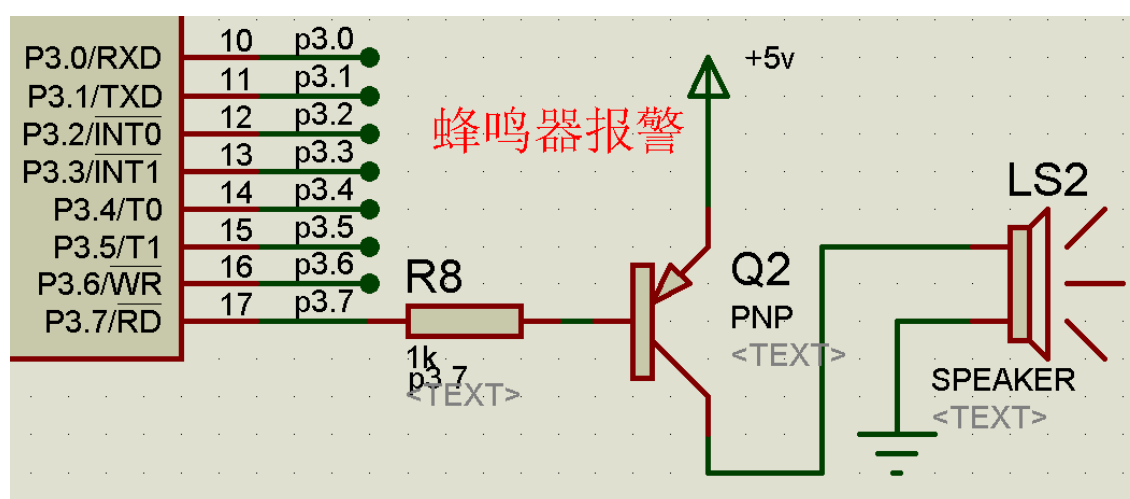 P3.0/RXD 10 p3.0
P3.1/TXD 11 p3.1
P3.2/INT0 12 p3.2
P3.3/INT1 13 p3.3
P3.4/T0 14 p3.4
P3.5/T1 15 p3.5
P3.6/WR 16 p3.6
P3.7/RD 17 p3.7
+5v
蜂鸣器报警
R8
1k
p3.7
<TEXT>
Q2
PNP
<TEXT>
LS2
SPEAKER
<TEXT>